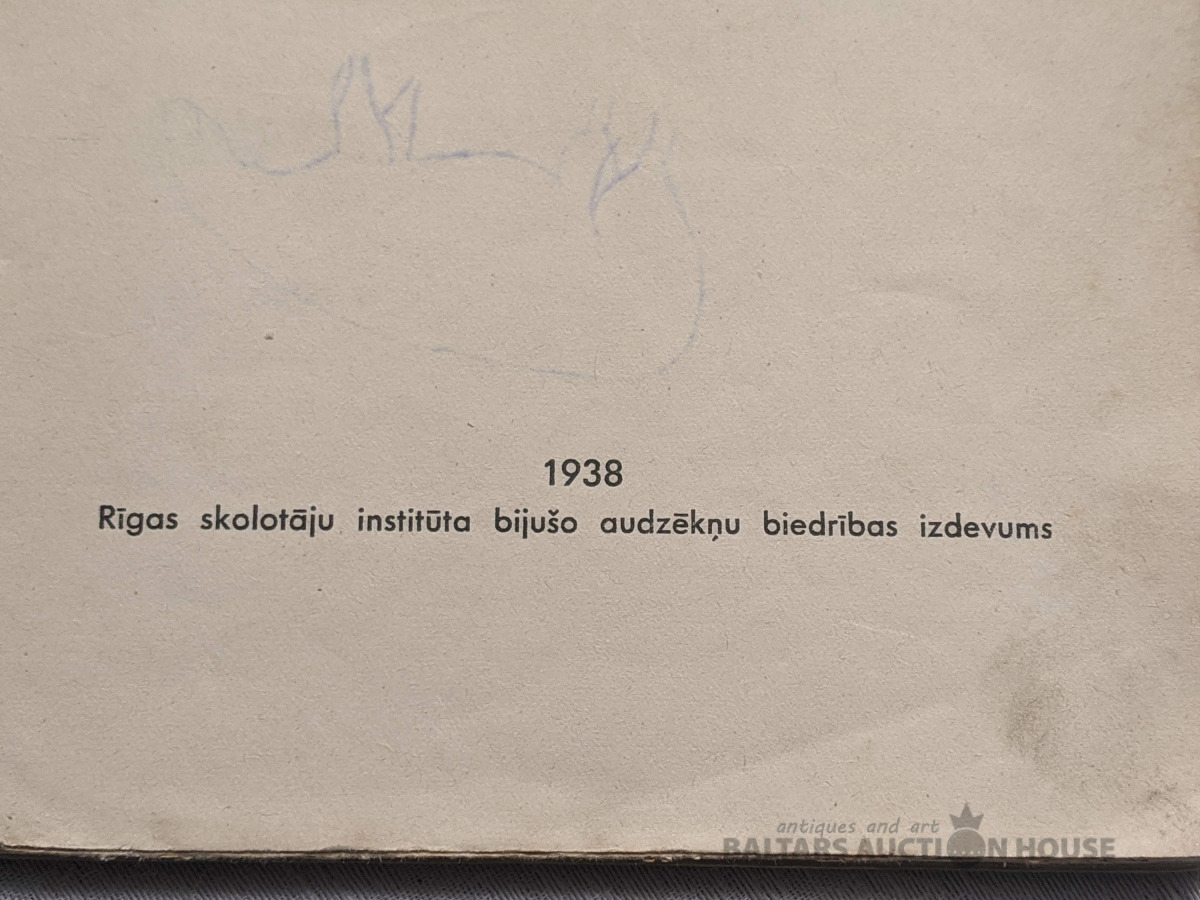 1938
Rīgas skolotāju institūta bijušo audzēkņu biedrības izdevums
antiques and art
BALTARS AUCTION HOUSE